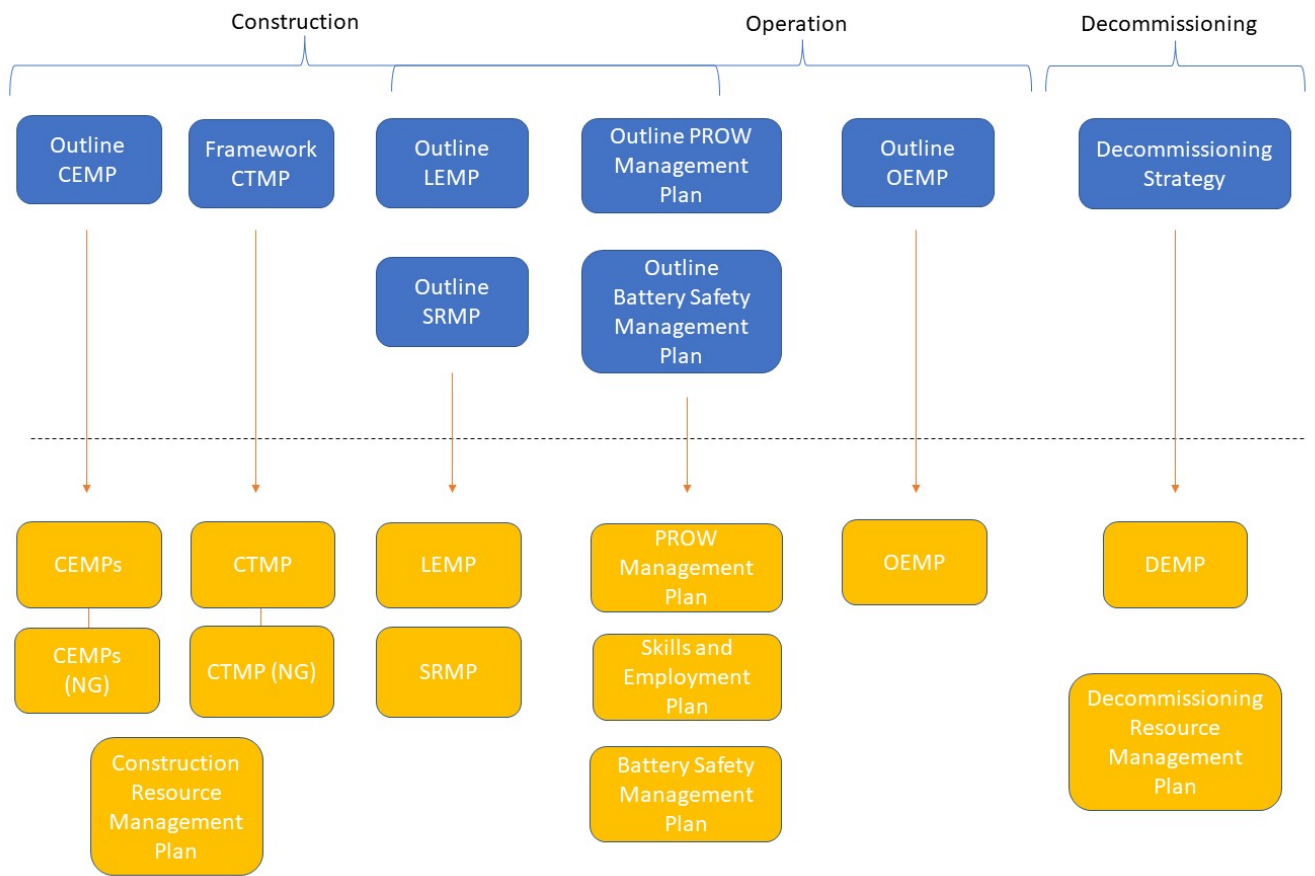 Construction
Operation
Decommissioning
Outline
CEMP
Framework
CTMP
Outline
LEMP
Outline PROW
Management
Plan
Outline
OEMP
Decommissioning
Strategy
Outline
SRMP
Outline
Battery Safety
Management
Plan
CEMPs
CTMP
LEMP
PROW
Management
Plan
OEMP
DEMP
CEMPs
(NG)
CTMP (NG)
SRMP
Skills and
Employment
Plan
Decommissioning
Resource
Management
Plan
Construction
Resource
Management
Plan
Battery Safety
Management
Plan